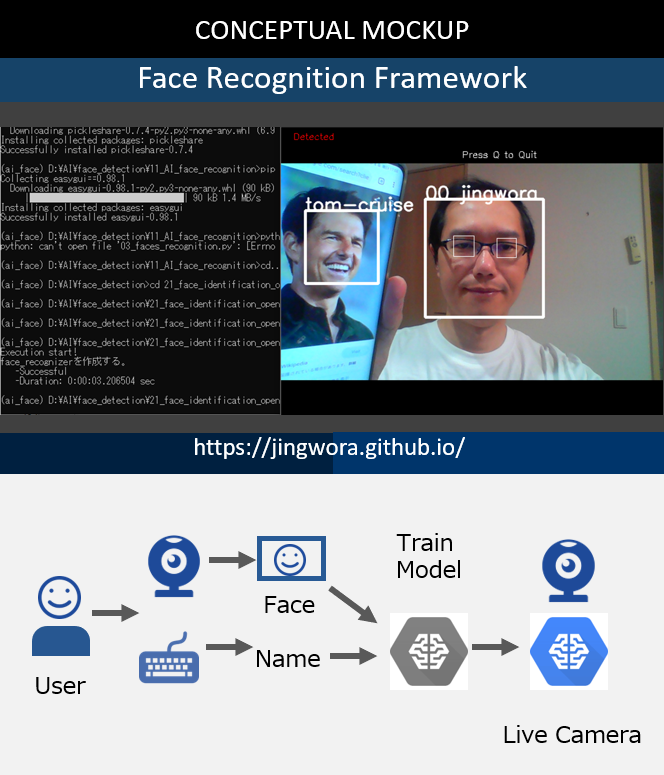 CONCEPTUAL MOCKUP
Face Recognition Framework
Downloading pickleshare-0.7.4-py2.py3-none-any.whl (6.9
Installing collected packages: pickleshare
Successfully installed pickleshare-0.7.4
(ai_face) D:¥AI¥face_detection¥11_AI_face_recognition>pip
Collecting easygui==0.98.1
Downloading easygui-0.98.1-py2.py3-none-any.whl (90 kB)
| 90 kB 1.4 MB/s
Installing collected packages: easygui
Successfully installed easygui-0.98.1
(ai_face) D:¥AI¥face_detection¥11_AI_face_recognition>pyth
python: can't open file '03_faces_recognition.py': [Errno
(ai_face) D:¥AI¥face_detection¥11_AI_face_recognition>cd..
(ai_face) D:¥AI¥face_detection>cd 21_face_identification_o
(ai_face) D:¥AI¥face_detection¥21_face_identification_open
(ai_face) D:¥AI¥face_detection¥21_face_identification_open
(ai_face) D:¥AI¥face_detection¥21_face_identification_open
Execution start!
face_recognizerを作成する。
-Successful
-Duration: 0:00:03.206504 sec
(ai_face) D:¥AI¥face_detection¥21_face_identification_open
Detected
Press Q to Quit
tom-cruise
00 jingwora
https://jingwora.github.io/
User
Face
Name
Train
Model
Live Camera